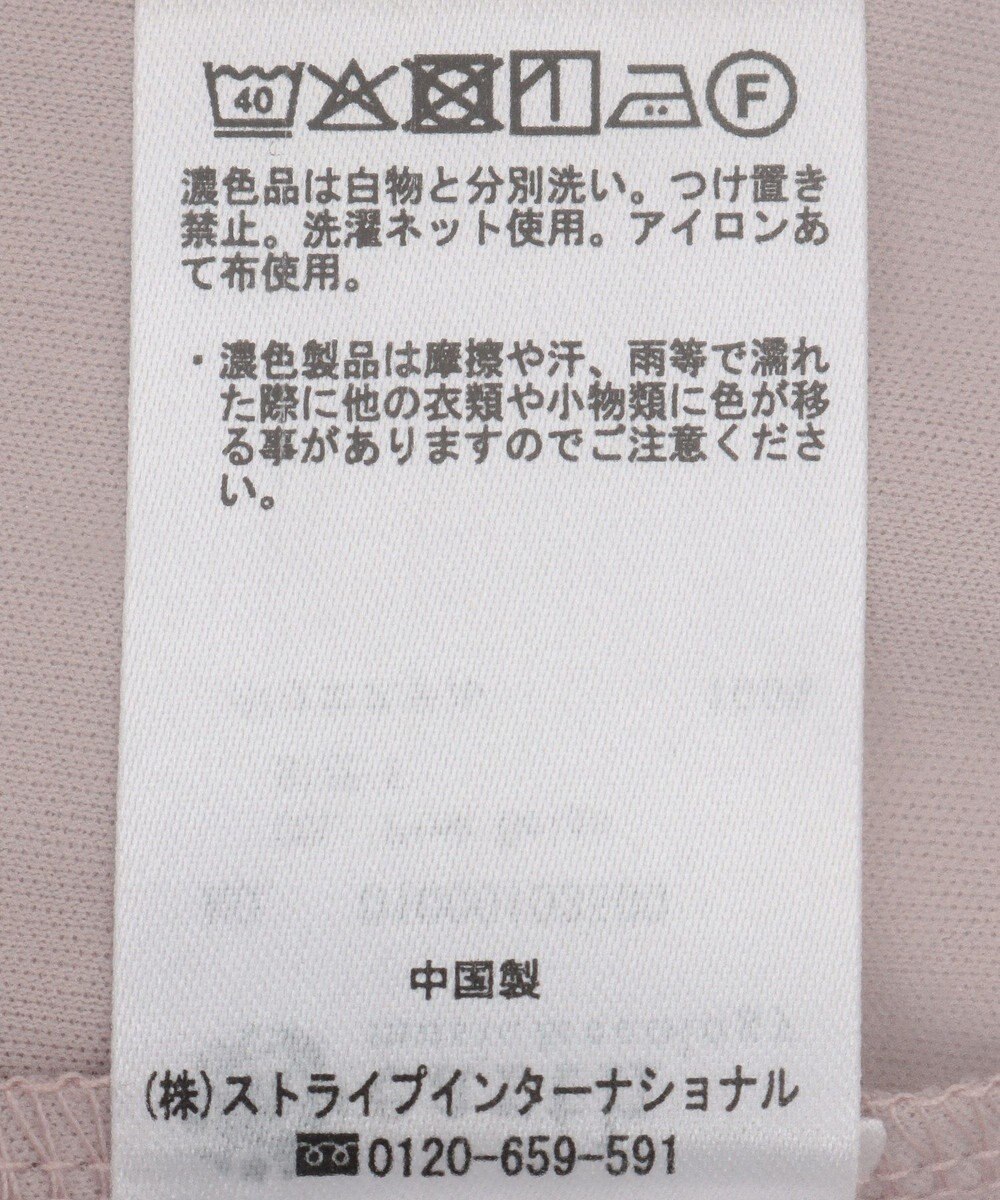 40 F
濃色品は白物と分別洗い。つけ置き
禁止。洗濯ネット使用。アイロンあ
て布使用。
・濃色製品は摩擦や汗、雨等で濡れ
た際に他の衣類や小物類に色が移
る事がありますのでご注意くださ
い。
中国製
(株)ストライプインターナショナル
0120-659-591